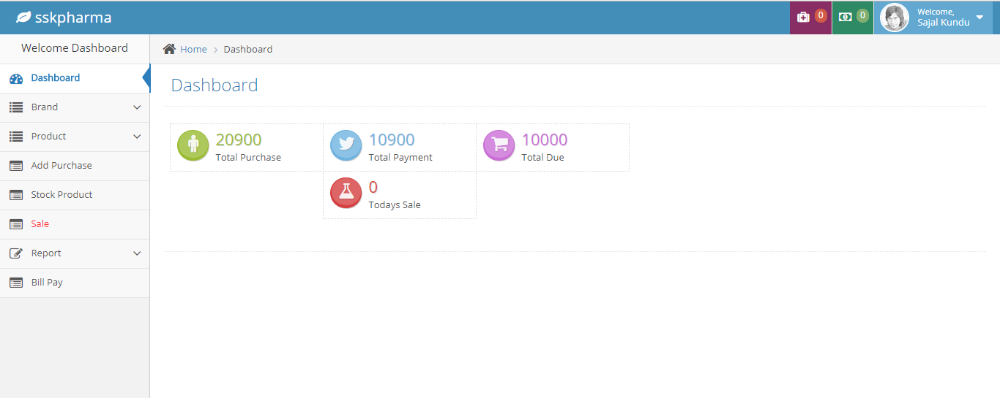 sskpharma
0
0
Welcome,
Sajal Kundu
Welcome Dashboard
Home
Dashboard
Dashboard
Brand
Product
Add Purchase
Stock Product
Sale
Report
Bill Pay
Dashboard
20900
Total Purchase
10900
Total Payment
10000
Total Due
0
Todays Sale